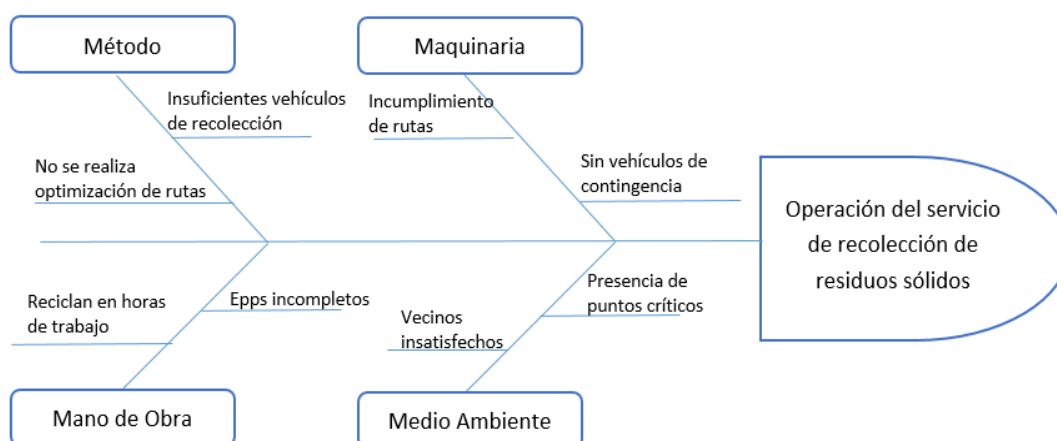 Método
Maquinaria
Insuficientes vehículos
de recolección
Incumplimiento
de rutas
No se realiza
optimización de rutas
Sin vehículos de
contingencia
Operación del servicio
de recolección de
residuos sólidos
Reciclan en horas
de trabajo
Epps incompletos
Vecinos
insatisfechos
Presencia de
puntos críticos
Mano de Obra
Medio Ambiente